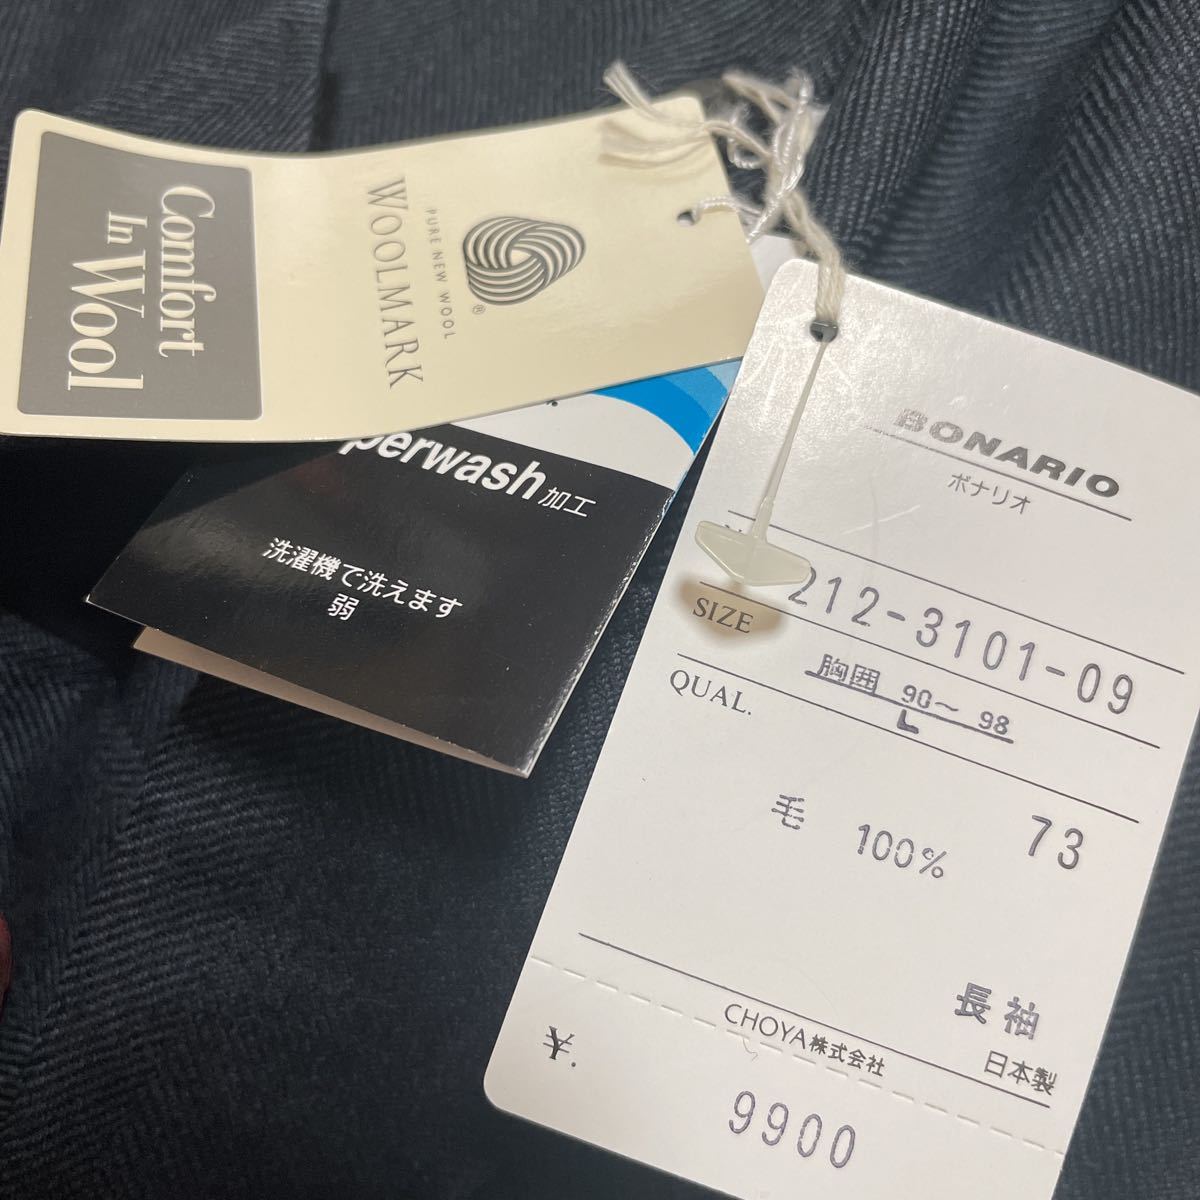 Comfort
In Wool
PURE NEW WOOL
WOOLMARK
®
perwash加工
洗濯機で洗えます
弱
BONARIO
ボナリオ
212-3101-09
SIZE
胸囲 90～98
L
QUAL.
73
毛 100%
長袖
CHOYA株式会社
日本製
¥.
9900